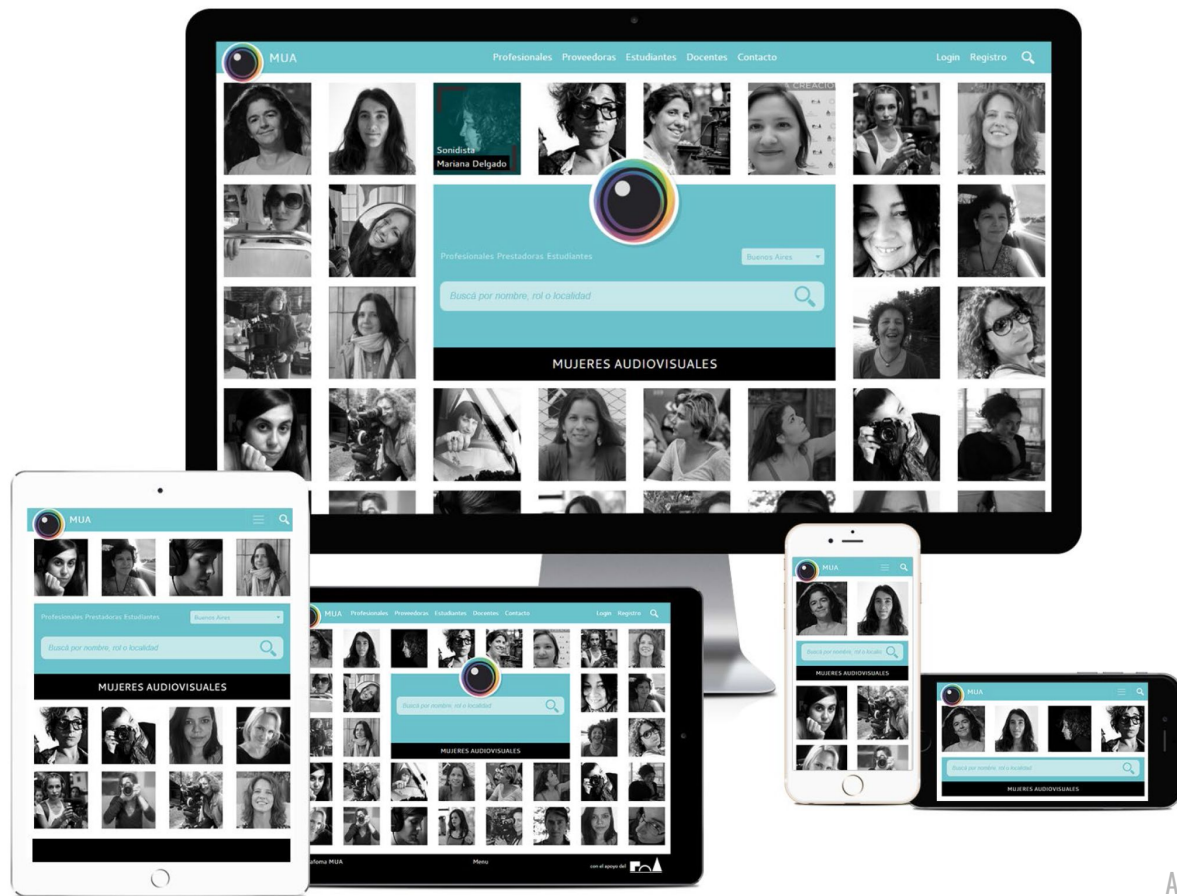 MUA
Profesionales Proveedoras Estudiantes Docentes Contacto
Login Registro
CREACIO
Sonidista
Mariana Delgado
Profesionales Prestadoras Estudiantes
Buenos Aires
Buscá por nombre, rol o localidad
MUJERES AUDIOVISUALES
MUA
Profesionales Prestadoras Estudiantes
Buenos Aires
Buscá por nombre, rol o localidad
MUJERES AUDIOVISUALES
MUA Profesionales Proveedoras Estudiantes Docentes Contacto
Login Registro
Buscá por nombre, rol o localidad
MUJERES AUDIOVISUALES
MUA
Menu
con el apoyo del
MUA
Buscá por nombre, rol o
MUJERES AUDIOVISUALES
MUA
Buscá por nombre, rol o localidad
MUJERES AUDIOVISUALES
A